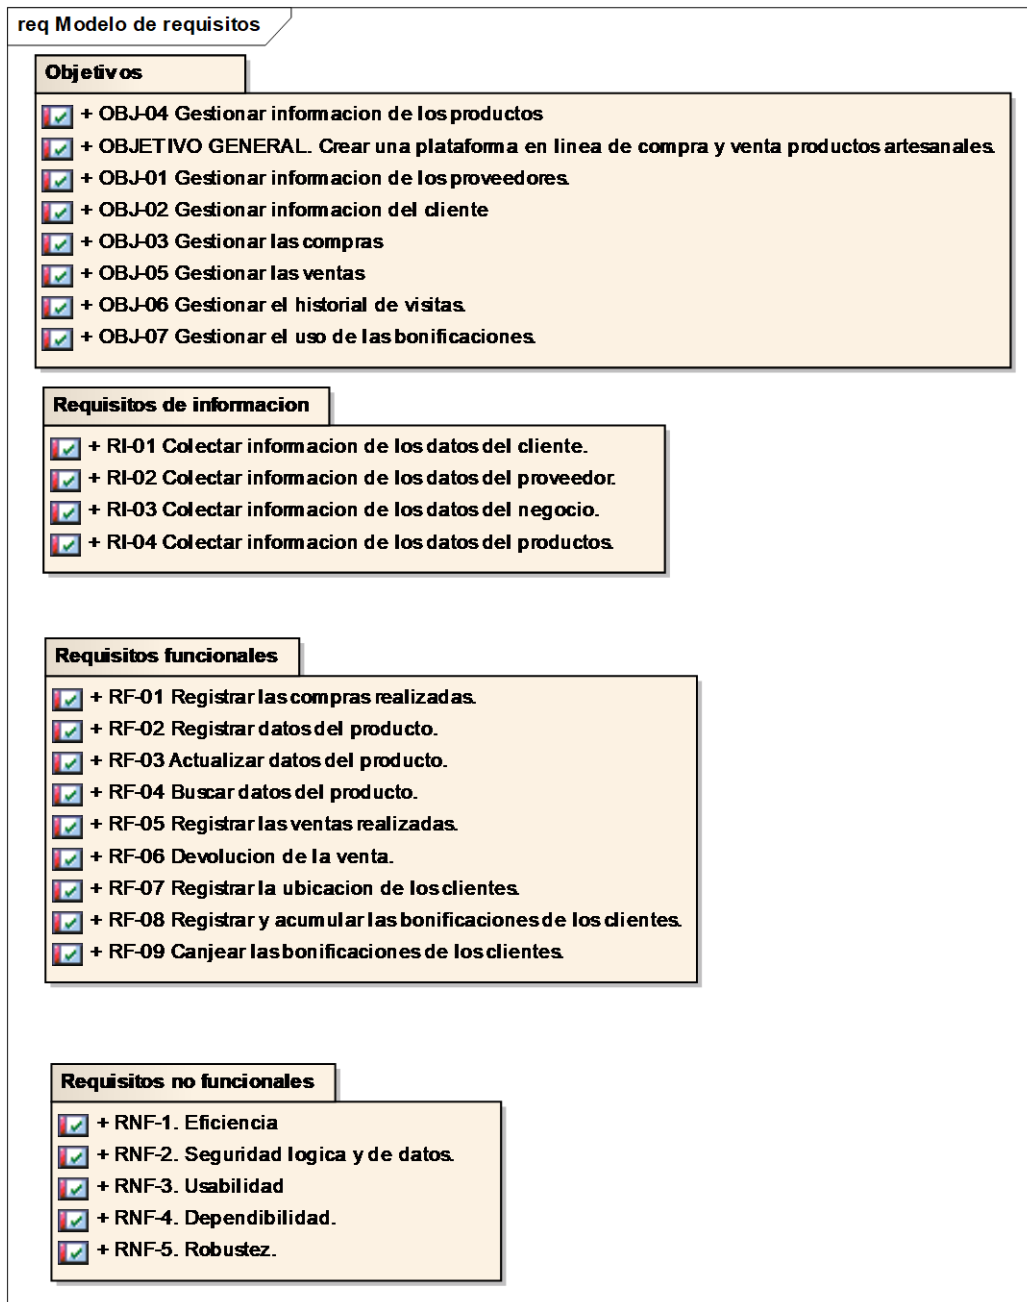 req Modelo de requisitos
Objetivos
+ OBJ-04 Gestionar informacion de los productos
+ OBJETIVO GENERAL. Crear una plataforma en linea de compra y venta productos artesanales.
+ OBJ-01 Gestionar informacion de los proveedores.
+ OBJ-02 Gestionar informacion del cliente
+ OBJ-03 Gestionar las compras
+ OBJ-05 Gestionar las ventas
+ OBJ-06 Gestionar el historial de visitas.
+ OBJ-07 Gestionar el uso de las bonificaciones.
Requisitos de informacion
+ RI-01 Colectar informacion de los datos del cliente.
+ RI-02 Colectar informacion de los datos del proveedor.
+ RI-03 Colectar informacion de los datos del negocio.
+ RI-04 Colectar informacion de los datos del productos.
Requisitos funcionales
+ RF-01 Registrar las compras realizadas.
+ RF-02 Registrar datos del producto.
+ RF-03 Actualizar datos del producto.
+ RF-04 Buscar datos del producto.
+ RF-05 Registrar las ventas realizadas.
+ RF-06 Devolucion de la venta.
+ RF-07 Registrar la ubicacion de los clientes.
+ RF-08 Registrar y acumular las bonificaciones de los clientes.
+ RF-09 Canjear las bonificaciones de los clientes.
Requisitos no funcionales
+ RNF-1. Eficiencia
+ RNF-2. Seguridad logica y de datos.
+ RNF-3. Usabilidad
+ RNF-4. Dependibilidad.
+ RNF-5. Robustez.